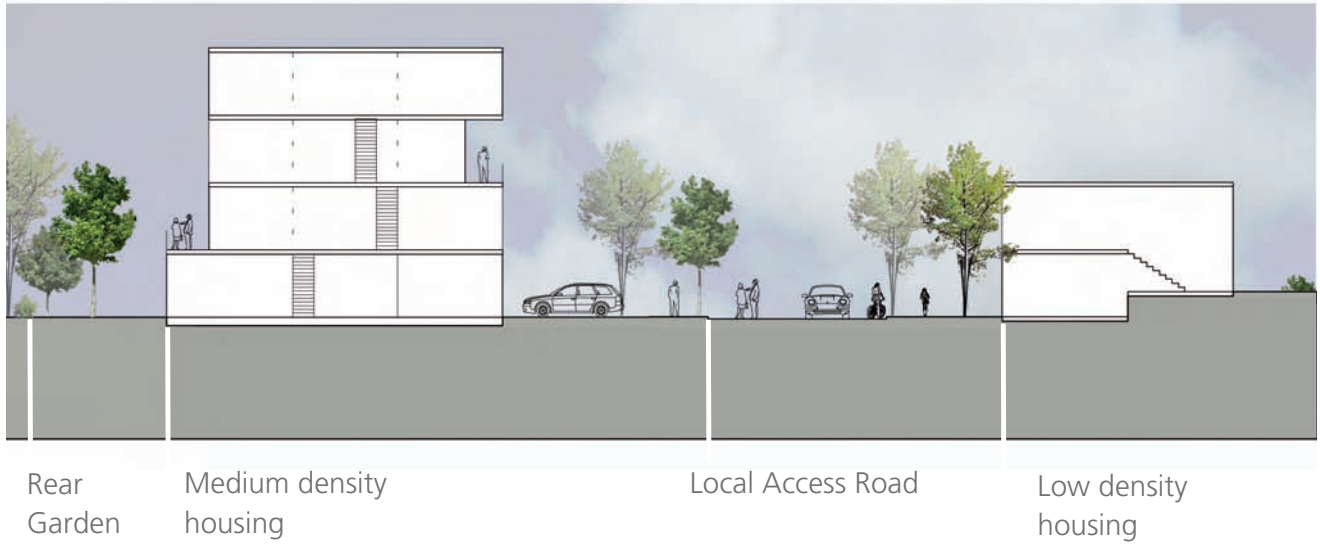 Rear
Garden
Medium density
housing
Local Access Road
Low density
housing